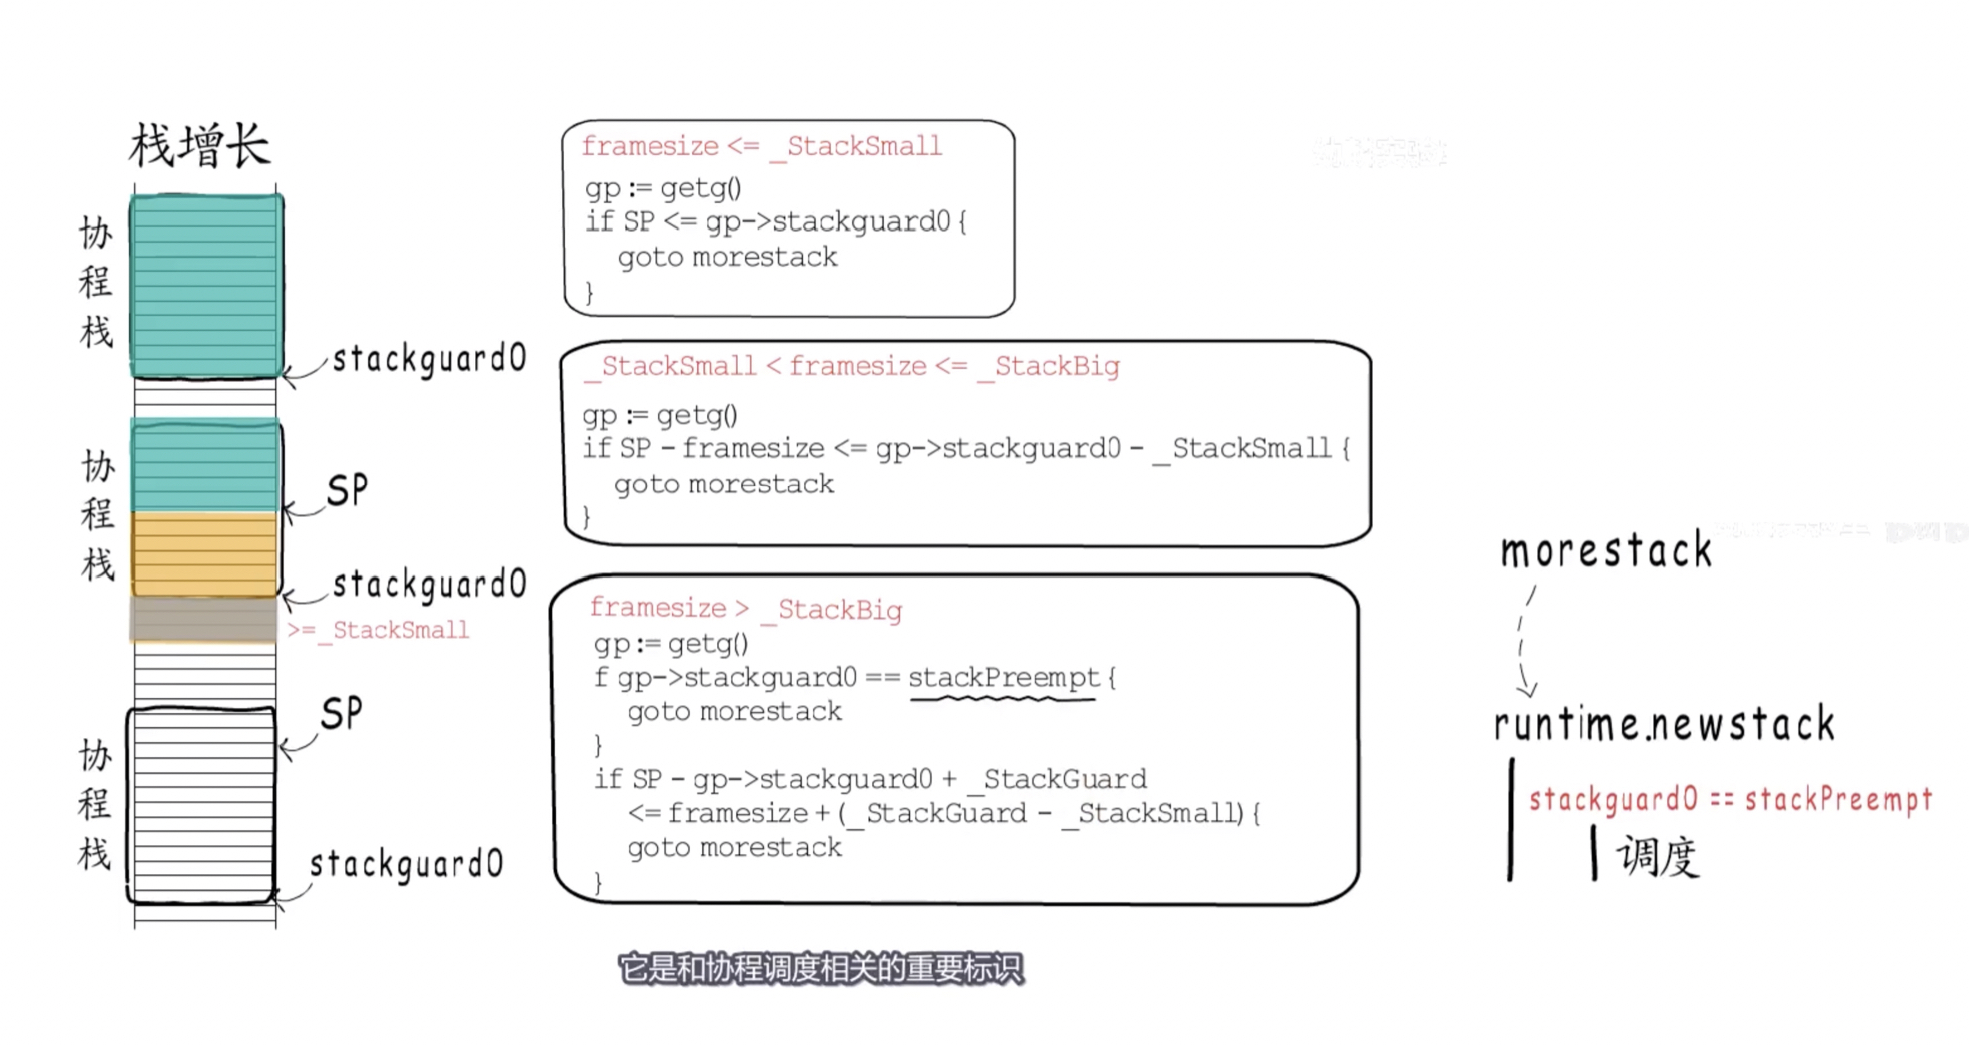 栈增长
协程栈
stackguard0
协程栈
SP
stackguard0
>=_StackSmall
协程栈
SP
stackguard0
framesize <= _StackSmall
gp := getg()
if SP <= gp->stackguard0 {
goto morestack
}
_StackSmall < framesize <= _StackBig
gp := getg()
if SP - framesize <= gp->stackguard0 - _StackSmall {
goto morestack
}
framesize > _StackBig
gp := getg()
f gp->stackguard0 == stackPreempt {
goto morestack
}
if SP - gp->stackguard0 + _StackGuard
<= framesize + (_StackGuard - _StackSmall) {
goto morestack
}
morestack
runtime.newstack
stackguard0 == stackPreempt
调度
它是和协程调度相关的重要标识